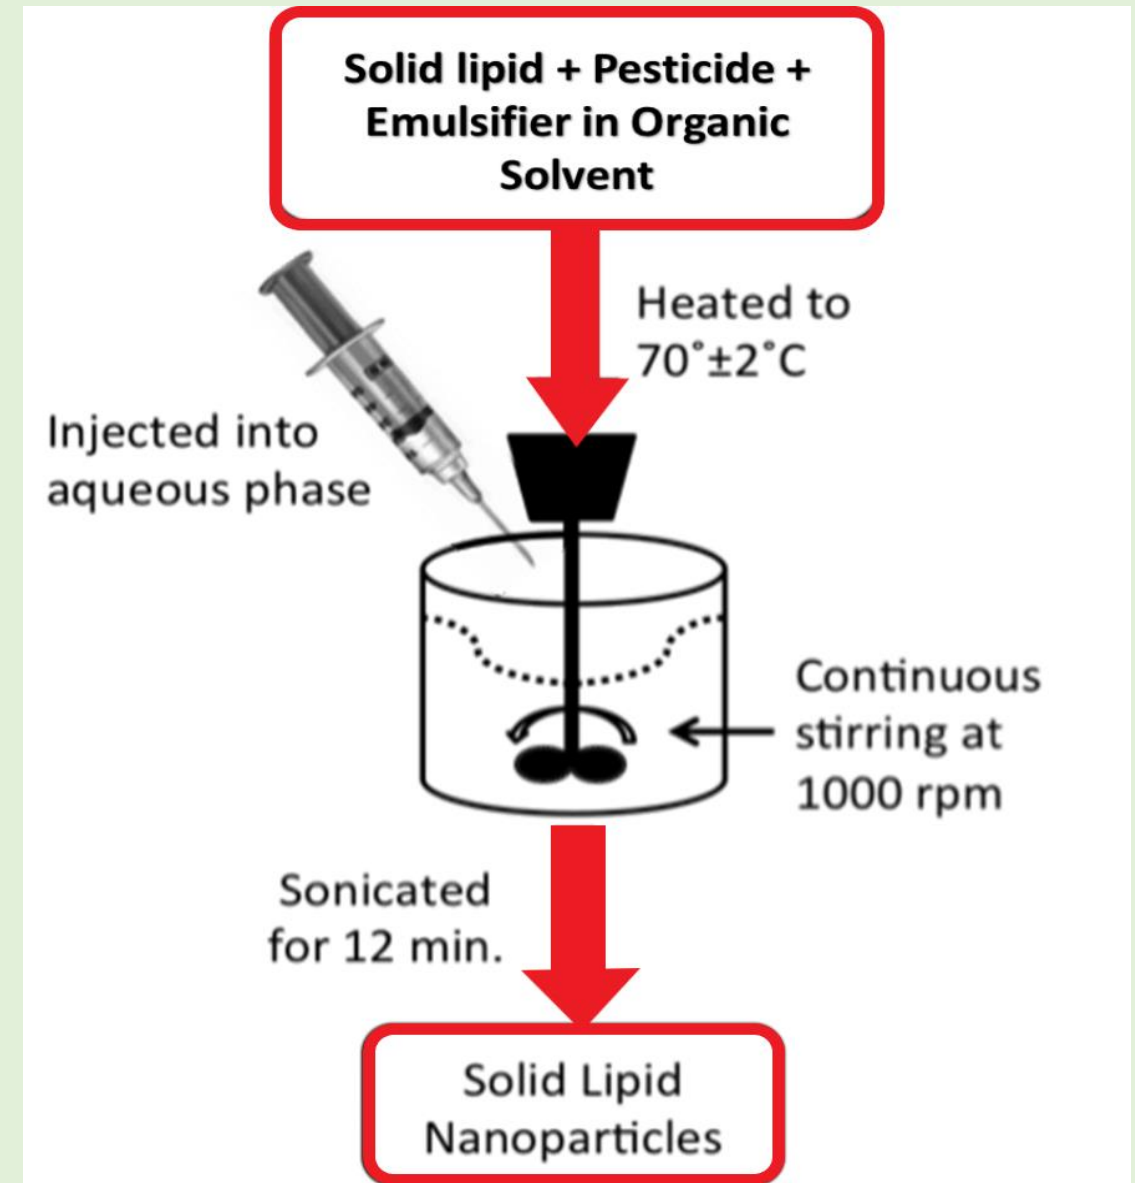 Solid lipid + Pesticide +
Emulsifier in Organic
Solvent
Heated to
70˚±2˚C
Injected into
aqueous phase
Continuous
stirring at
1000 rpm
Sonicated
for 12 min.
Solid Lipid
Nanoparticles